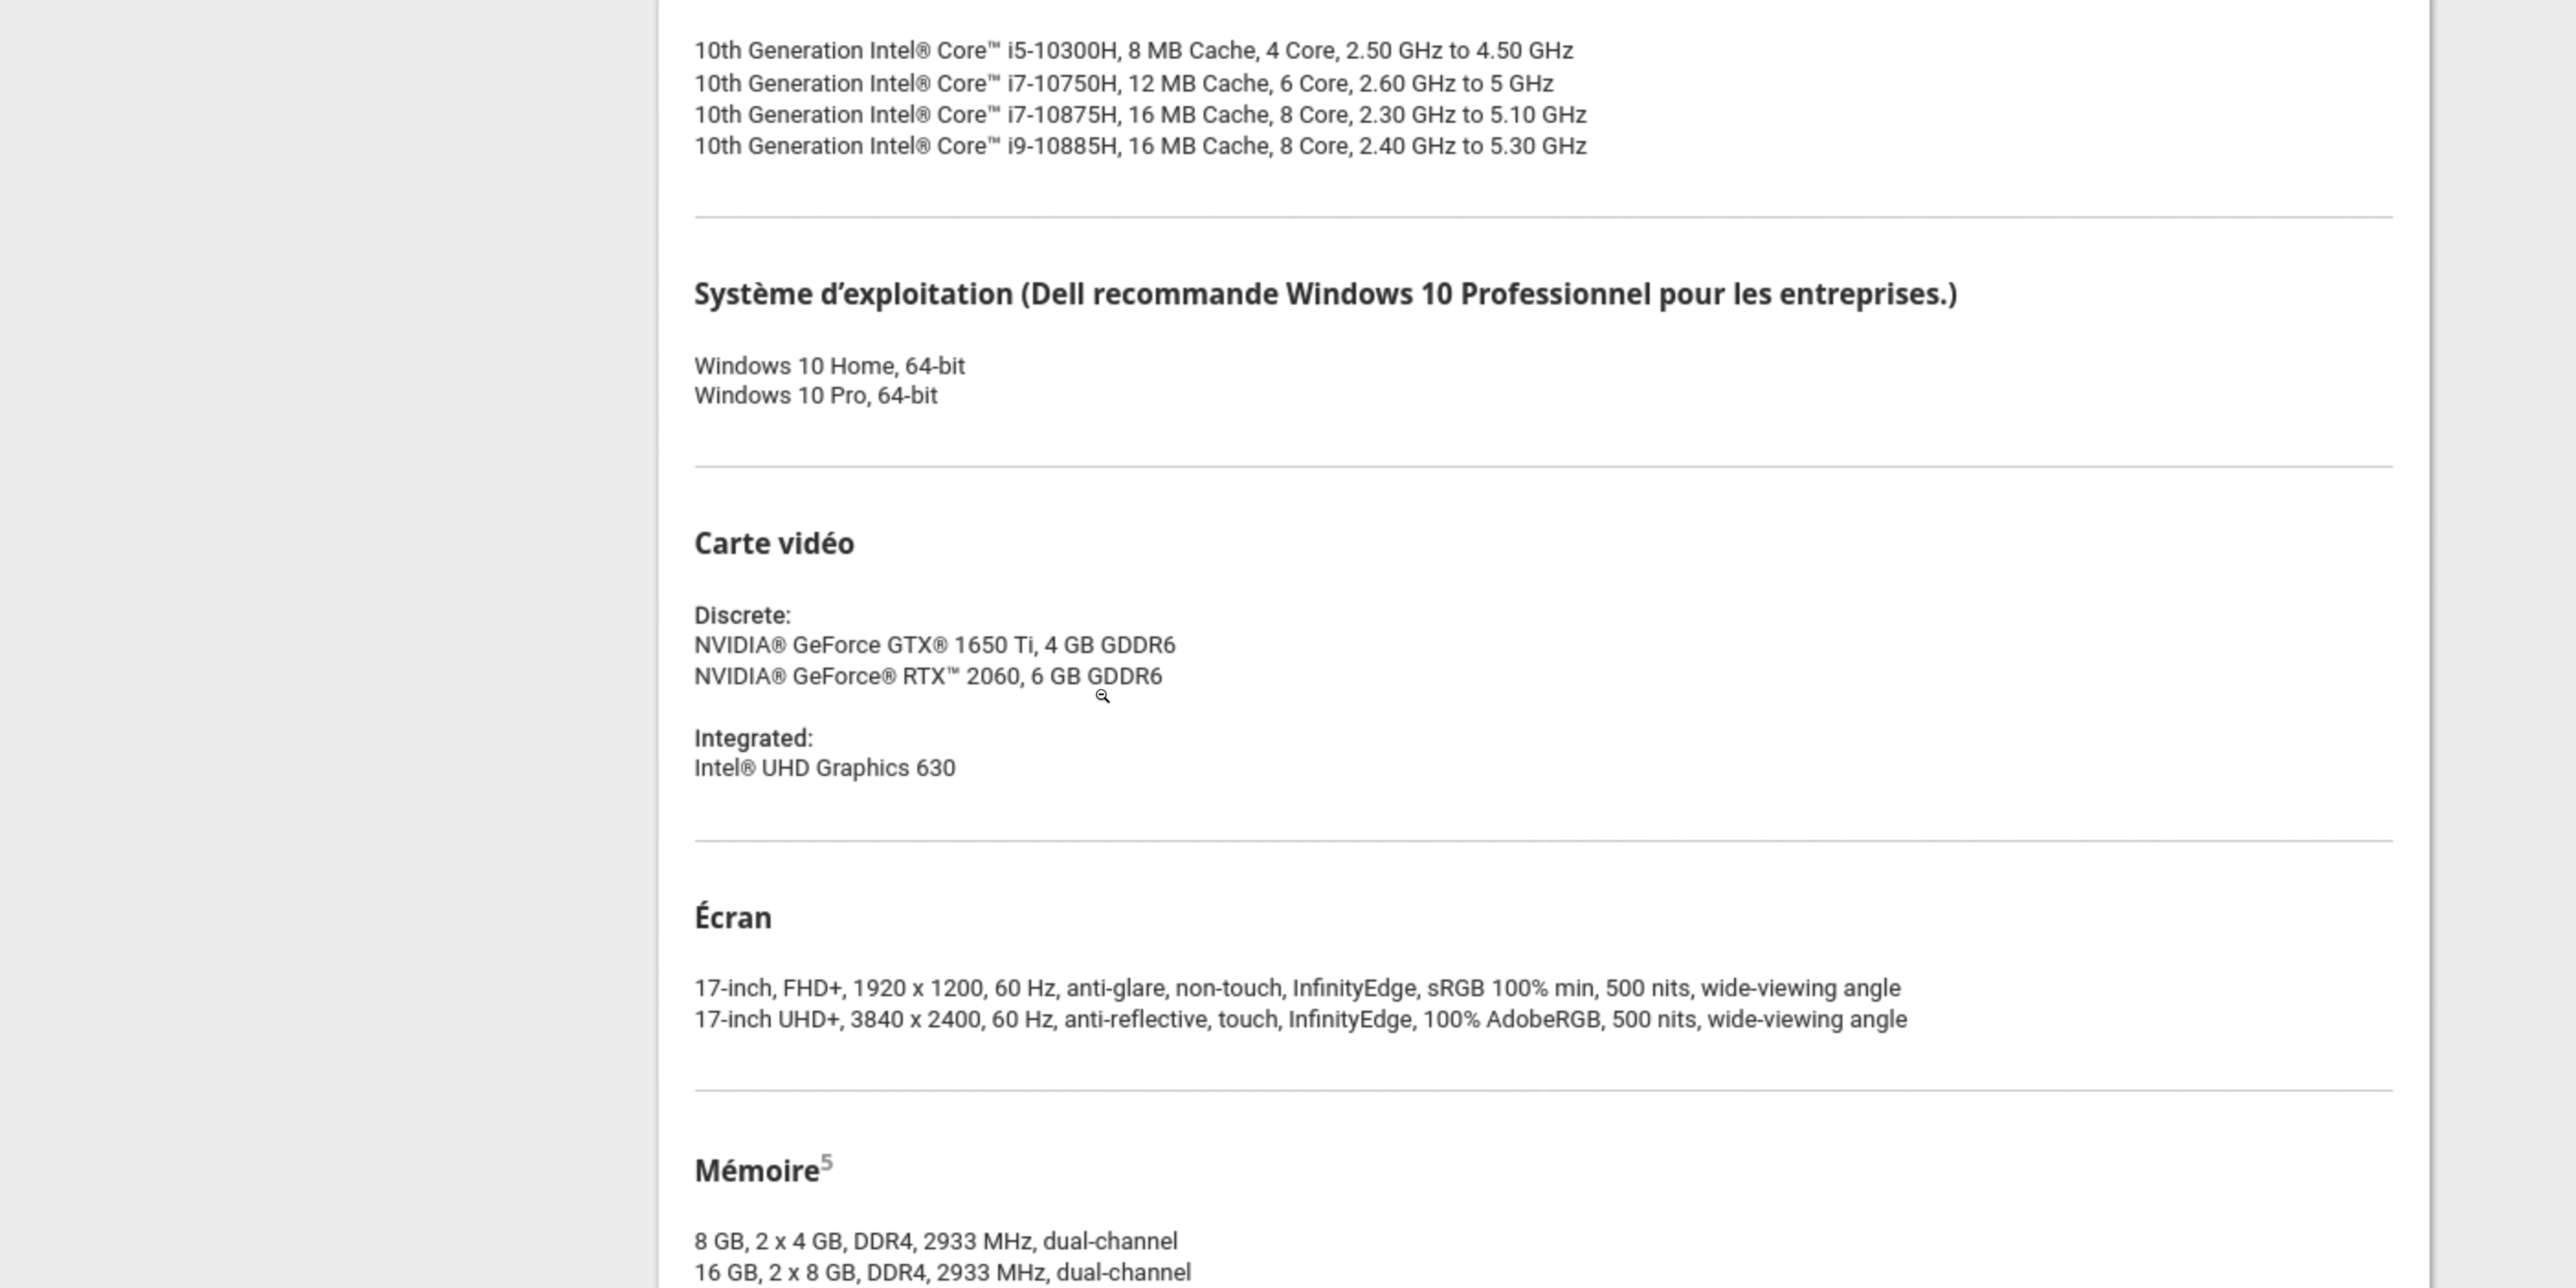 10th Generation Intel® Core™ i5-10300H, 8 MB Cache, 4 Core, 2.50 GHz to 4.50 GHz
10th Generation Intel® Core™ i7-10750H, 12 MB Cache, 6 Core, 2.60 GHz to 5 GHz
10th Generation Intel® Core™ i7-10875H, 16 MB Cache, 8 Core, 2.30 GHz to 5.10 GHz
10th Generation Intel® Core™ i9-10885H, 16 MB Cache, 8 Core, 2.40 GHz to 5.30 GHz
Système d’exploitation (Dell recommande Windows 10 Professionnel pour les entreprises.)
Windows 10 Home, 64-bit
Windows 10 Pro, 64-bit
Carte vidéo
Discrete:
NVIDIA® GeForce GTX® 1650 Ti, 4 GB GDDR6
NVIDIA® GeForce® RTX™ 2060, 6 GB GDDR6
Integrated:
Intel® UHD Graphics 630
Écran
17-inch, FHD+, 1920 x 1200, 60 Hz, anti-glare, non-touch, InfinityEdge, sRGB 100% min, 500 nits, wide-viewing angle
17-inch UHD+, 3840 x 2400, 60 Hz, anti-reflective, touch, InfinityEdge, 100% AdobeRGB, 500 nits, wide-viewing angle
Mémoire⁵
8 GB, 2 x 4 GB, DDR4, 2933 MHz, dual-channel
16 GB, 2 x 8 GB, DDR4, 2933 MHz, dual-channel